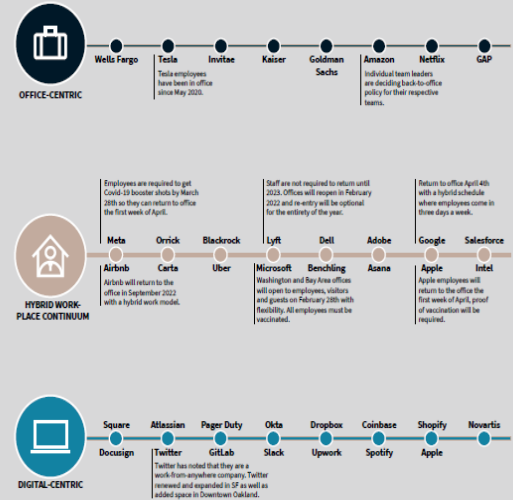 Wells Fargo Tesla Invitae Kaiser Goldman Sachs Amazon Netflix GAP
Tesla employees
have been in office
since May 2020.
Individual team leaders
are deciding back-to-office
policy for their respective
teams.
OFFICE-CENTRIC
Employees are required to get
Covid-19 booster shots by March
28th so they can return to office
the first week of April.
Staff are not required to return until
2023. Offices will reopen in February
2022 and re-entry will be optional
for the entirety of the year.
Return to office April 4th
with a hybrid schedule
where employees come in
three days a week.
Meta Orrick Blackrock Lyft Dell Adobe Google Salesforce
Airbnb Carta Uber Microsoft Benchling Asana Apple Intel
Airbnb will return to the
office in September 2022
with a hybrid work model.
Washington and Bay Area offices
will open to employees, visitors
and guests on February 28th with
flexibility. All employees must be
vaccinated.
Apple employees will
return to the office the
first week of April, proof
of vaccination will be
required.
HYBRID WORK-
PLACE CONTINUUM
Square Atlassian Pager Duty Okta Dropbox Coinbase Shopify Novartis
Docusign Twitter GitLab Slack Upwork Spotify Apple
Twitter has noted that they are a
work-from-anywhere company. Twitter
renewed and expanded in SF as well as
added space in Downtown Oakland.
DIGITAL-CENTRIC